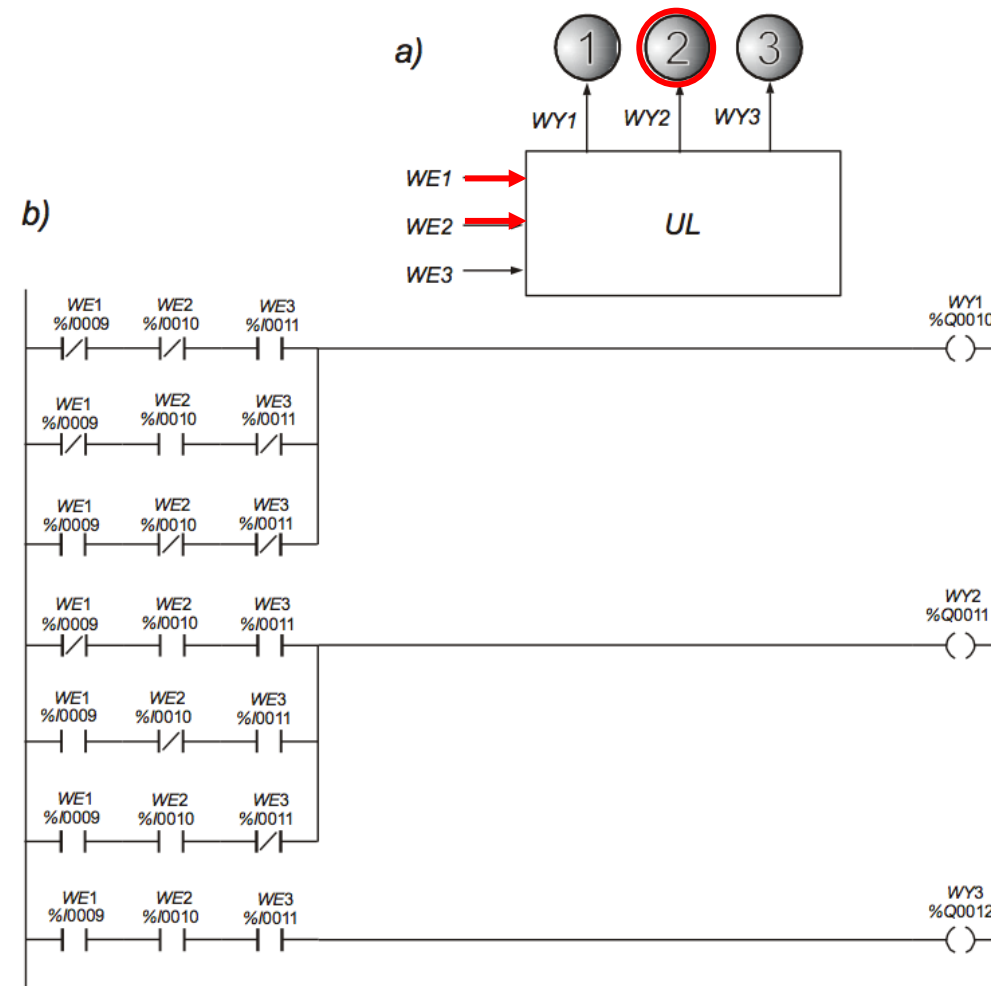 a)
1 2 3
WY1 WY2 WY3
WE1
WE2
WE3
UL
b)
WE1 WE2 WE3 WY1
%I0009 %I0010 %I0011 %Q0010
WE1 WE2 WE3
%I0009 %I0010 %I0011
WE1 WE2 WE3
%I0009 %I0010 %I0011
WE1 WE2 WE3 WY2
%I0009 %I0010 %I0011 %Q0011
WE1 WE2 WE3
%I0009 %I0010 %I0011
WE1 WE2 WE3
%I0009 %I0010 %I0011
WE1 WE2 WE3 WY3
%I0009 %I0010 %I0011 %Q0012